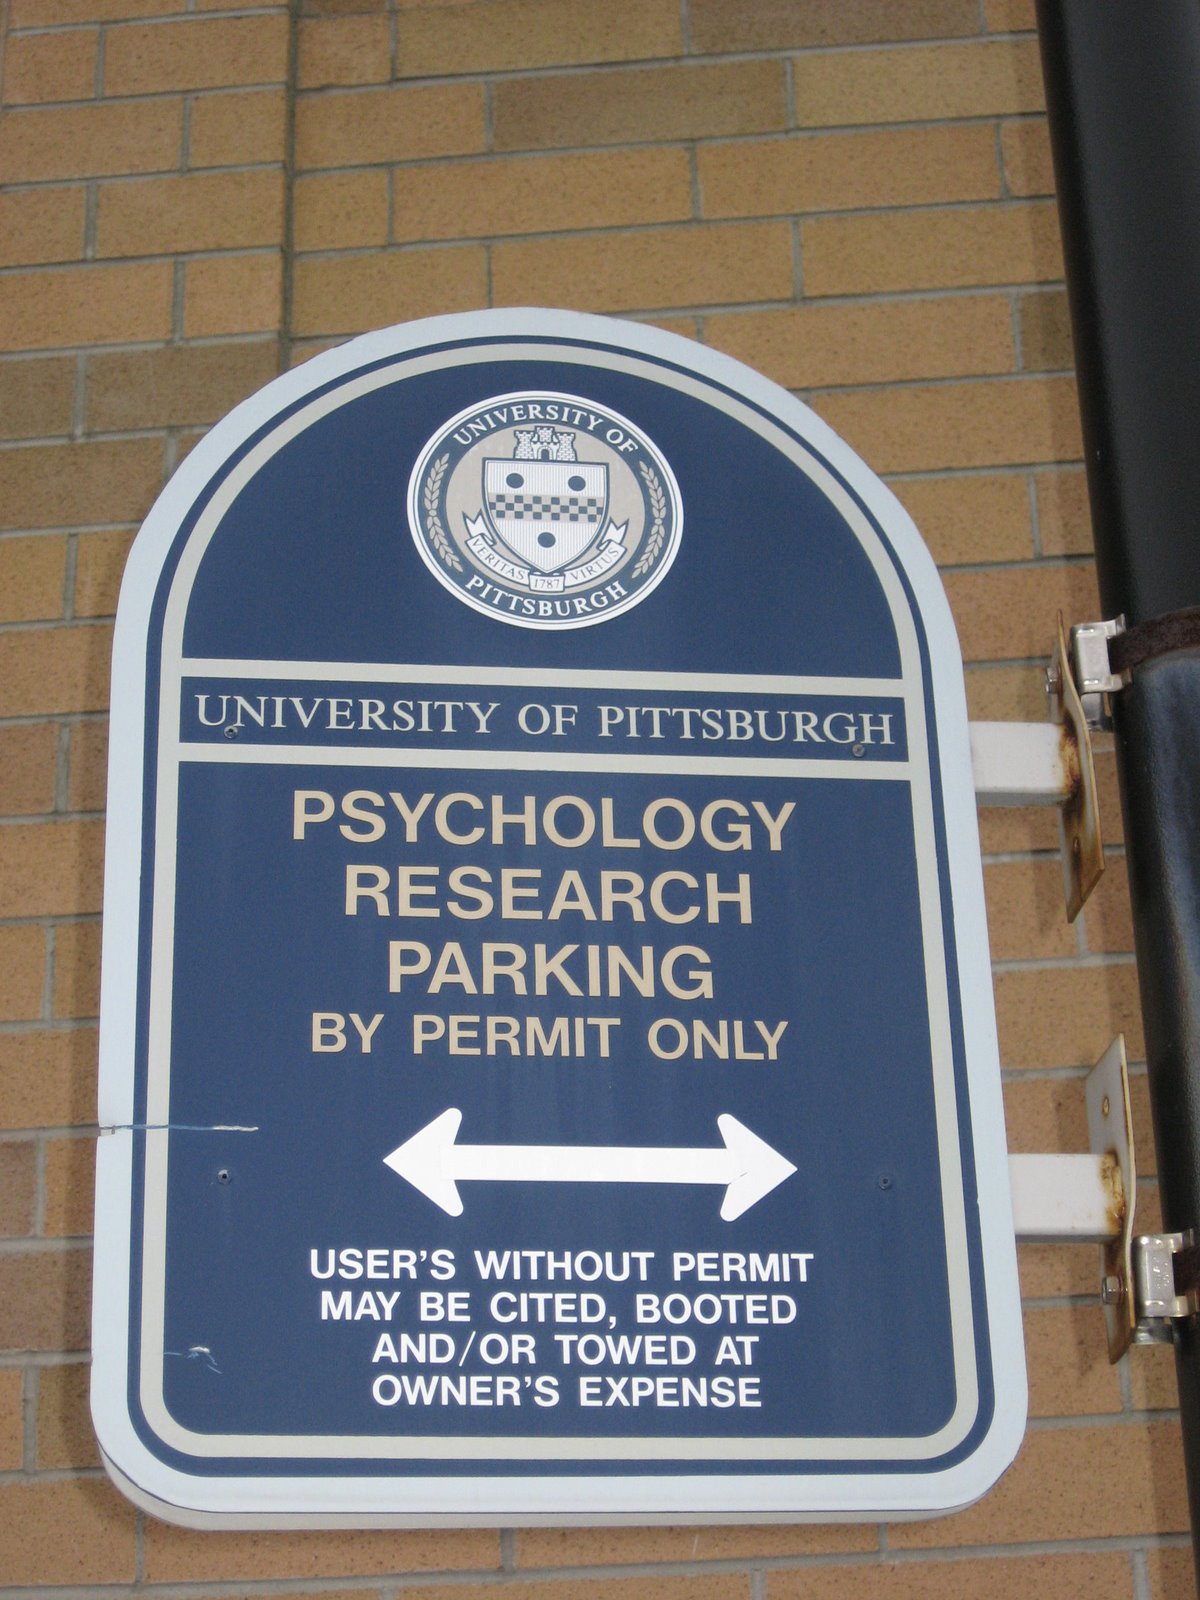 UNIVERSITY OF
VERITAS 1787 VIRTUS
PITTSBURGH
UNIVERSITY OF PITTSBURGH
PSYCHOLOGY
RESEARCH
PARKING
BY PERMIT ONLY
USER'S WITHOUT PERMIT
MAY BE CITED, BOOTED
AND/OR TOWED AT
OWNER'S EXPENSE